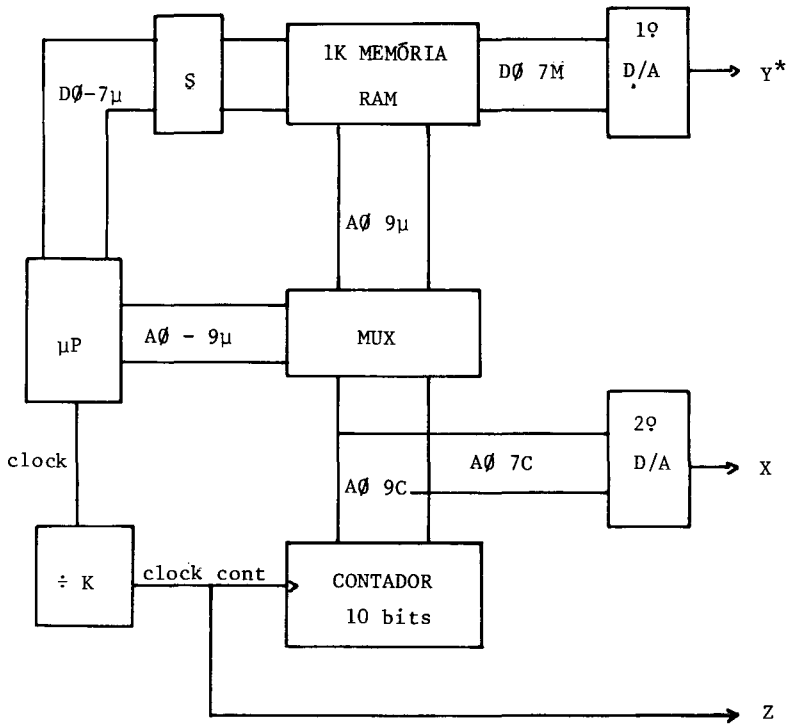 1K MEMÓRIA
RAM
S
DØ-7μ
DØ 7M
1º
D/A
Y*
AØ 9μ
μP
AØ - 9μ
MUX
clock
2º
D/A
X
AØ 7C
AØ 9C
÷ K
clock cont
CONTADOR
10 bits
Z